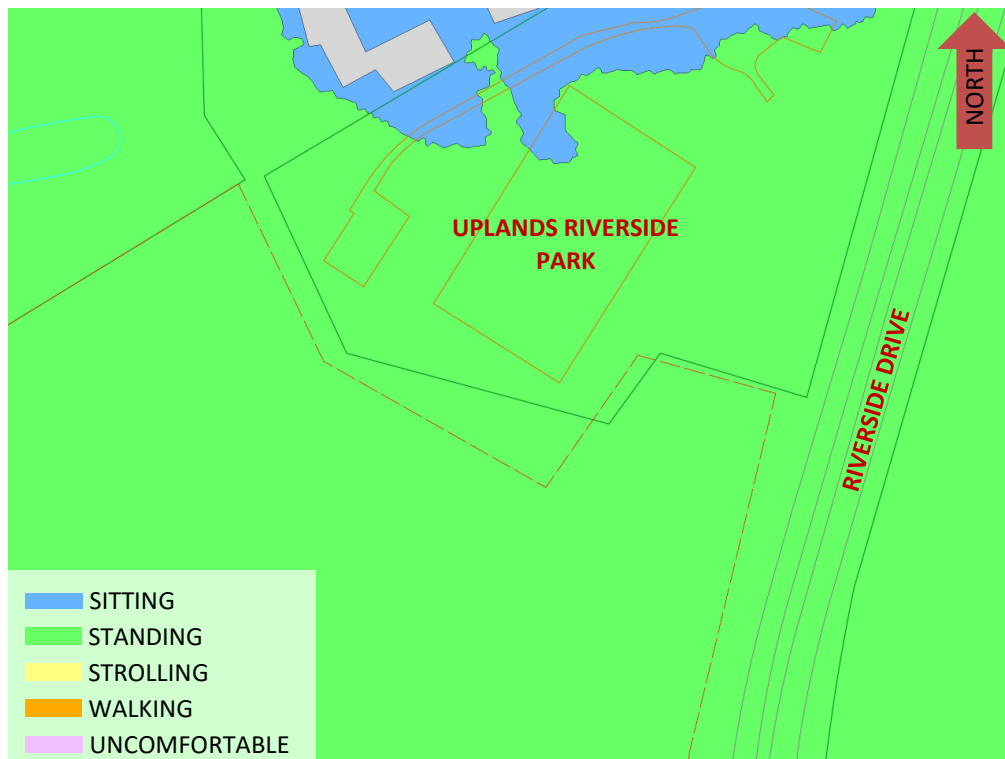 NORTH
UPLANDS RIVERSIDE
PARK
RIVERSIDE DRIVE
SITTING
STANDING
STROLLING
WALKING
UNCOMFORTABLE